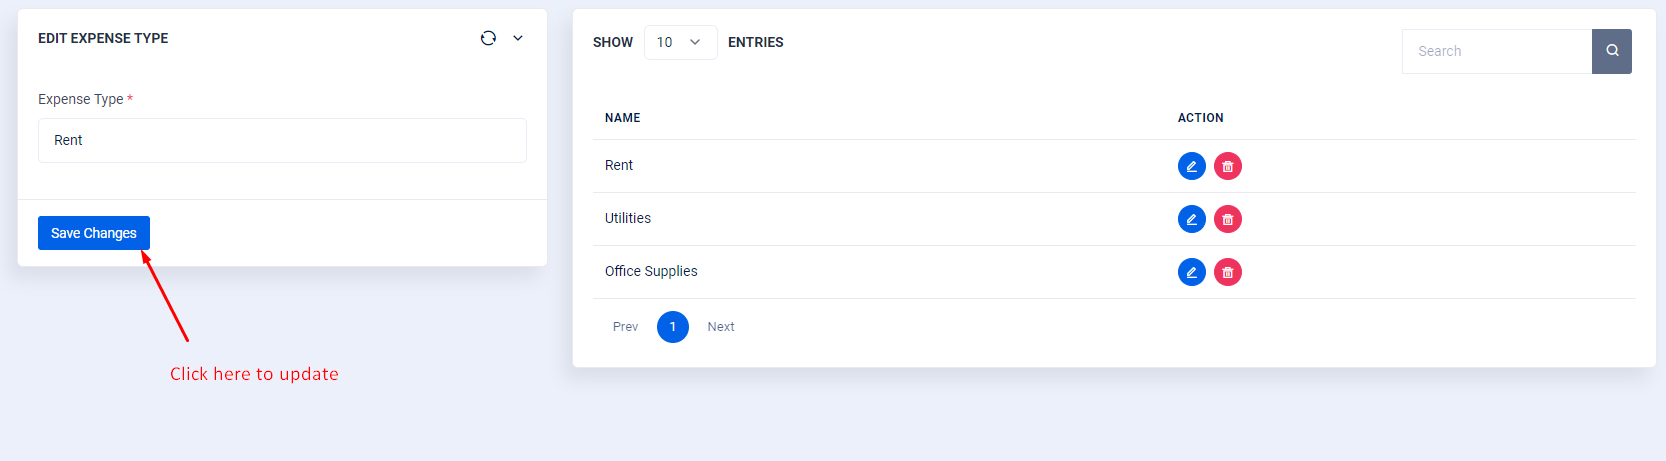 EDIT EXPENSE TYPE
Expense Type *
Rent
Save Changes
Click here to update
SHOW 10 ENTRIES
Search
NAME ACTION
Rent
Utilities
Office Supplies
Prev 1 Next